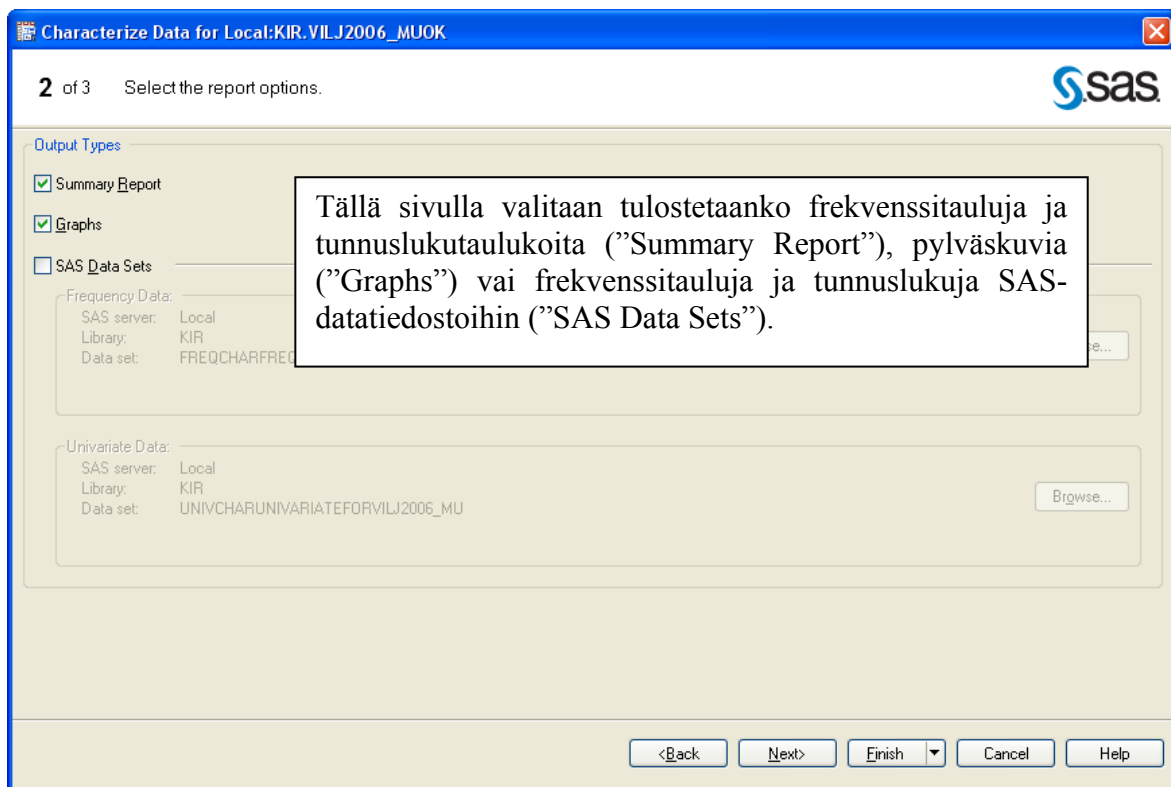 Characterize Data for Local:KIR.VILJ2006_MUOK
2 of 3 Select the report options.
sas
Output Types
Summary Report
Graphs
SAS Data Sets
Tällä sivulla valitaan tulostetaanko frekvenssitauluja ja
tunnuslukutaulukoita (”Summary Report”), pylväskuvia
(”Graphs”) vai frekvenssitauluja ja tunnuslukuja SAS-
datatiedostoihin (”SAS Data Sets”).
Frequency Data:
SAS server: Local
Library: KIR
Data set:
Univariate Data:
SAS server: Local
Library: KIR
Data set: UNIVCHARUNIVARIATEFORVILJ2006_MU
Browse...
<Back Next> Finish Cancel Help